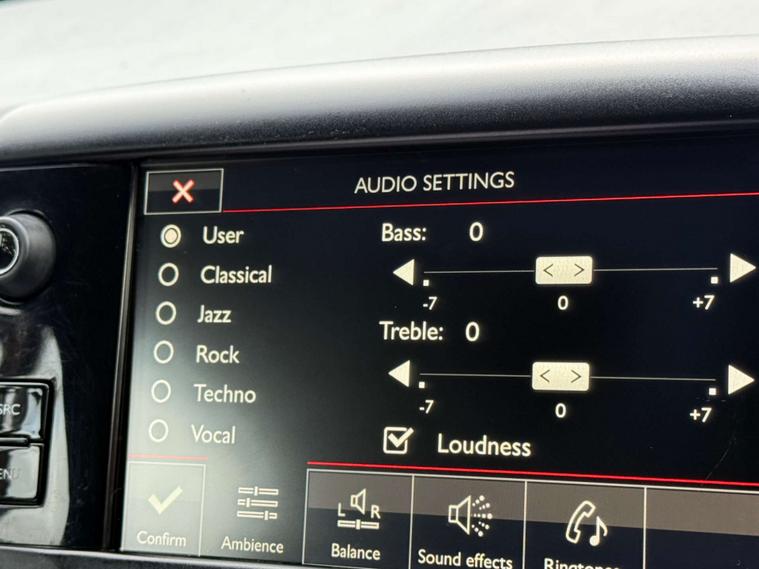 AUDIO SETTINGS
User
Bass: 0
Classical
-7 0 +7
Jazz
Treble: 0
Rock
Techno
-7 0 +7
Vocal
Loudness
SRC
L R
Confirm
Ambience
Balance
Sound effects